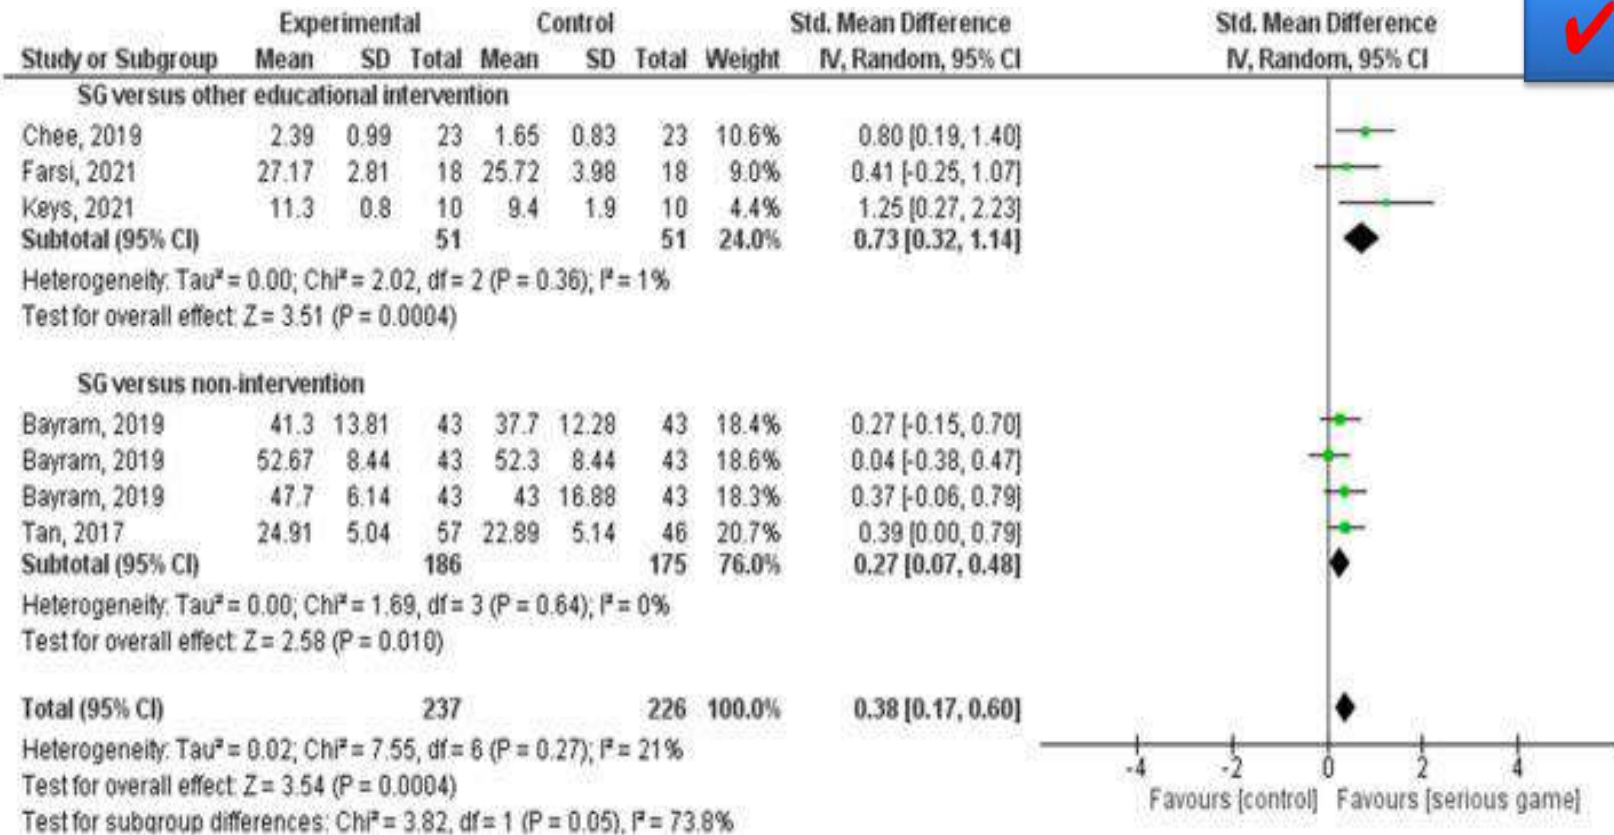 Experimental Control Std. Mean Difference Std. Mean Difference
Study or Subgroup Mean SD Total Mean SD Total Weight IV, Random, 95% CI IV, Random, 95% CI
SG versus other educational intervention
Chee, 2019 2.39 0.99 23 1.65 0.83 23 10.6% 0.80 [0.19, 1.40]
Farsi, 2021 27.17 2.81 18 25.72 3.98 18 9.0% 0.41 [-0.25, 1.07]
Keys, 2021 11.3 0.8 10 9.4 1.9 10 4.4% 1.25 [0.27, 2.23]
Subtotal (95% CI) 51 51 24.0% 0.73 [0.32, 1.14]
Heterogeneity: Tau² = 0.00; Chi² = 2.02, df = 2 (P = 0.36); I² = 1%
Test for overall effect: Z = 3.51 (P = 0.0004)
SG versus non-intervention
Bayram, 2019 41.3 13.81 43 37.7 12.28 43 18.4% 0.27 [-0.15, 0.70]
Bayram, 2019 52.67 8.44 43 52.3 8.44 43 18.6% 0.04 [-0.38, 0.47]
Bayram, 2019 47.7 6.14 43 43 16.88 43 18.3% 0.37 [-0.06, 0.79]
Tan, 2017 24.91 5.04 57 22.89 5.14 46 20.7% 0.39 [0.00, 0.79]
Subtotal (95% CI) 186 175 76.0% 0.27 [0.07, 0.48]
Heterogeneity: Tau² = 0.00; Chi² = 1.69, df = 3 (P = 0.64); I² = 0%
Test for overall effect: Z = 2.58 (P = 0.010)
Total (95% CI) 237 226 100.0% 0.38 [0.17, 0.60]
Heterogeneity: Tau² = 0.02; Chi² = 7.55, df = 6 (P = 0.27); I² = 21%
Test for overall effect: Z = 3.54 (P = 0.0004)
Test for subgroup differences: Chi² = 3.82, df = 1 (P = 0.05), I² = 73.8%
-4 -2 0 2 4
Favours [control] Favours [serious game]